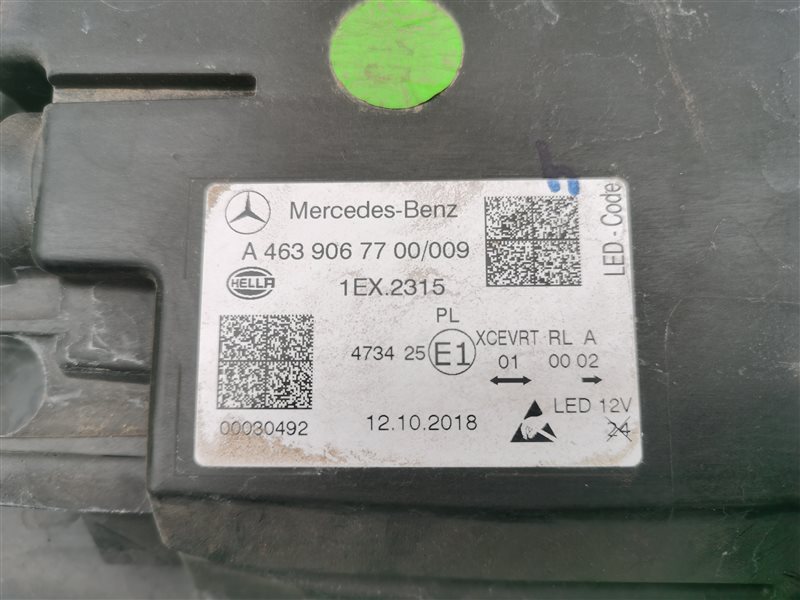 Mercedes-Benz
A 463 906 77 00/009
HELLA
1EX.2315
PL
4734 25 E1 XCEVRT RL A
01 00 02
LED 12V
24
00030492
12.10.2018
LED - Code